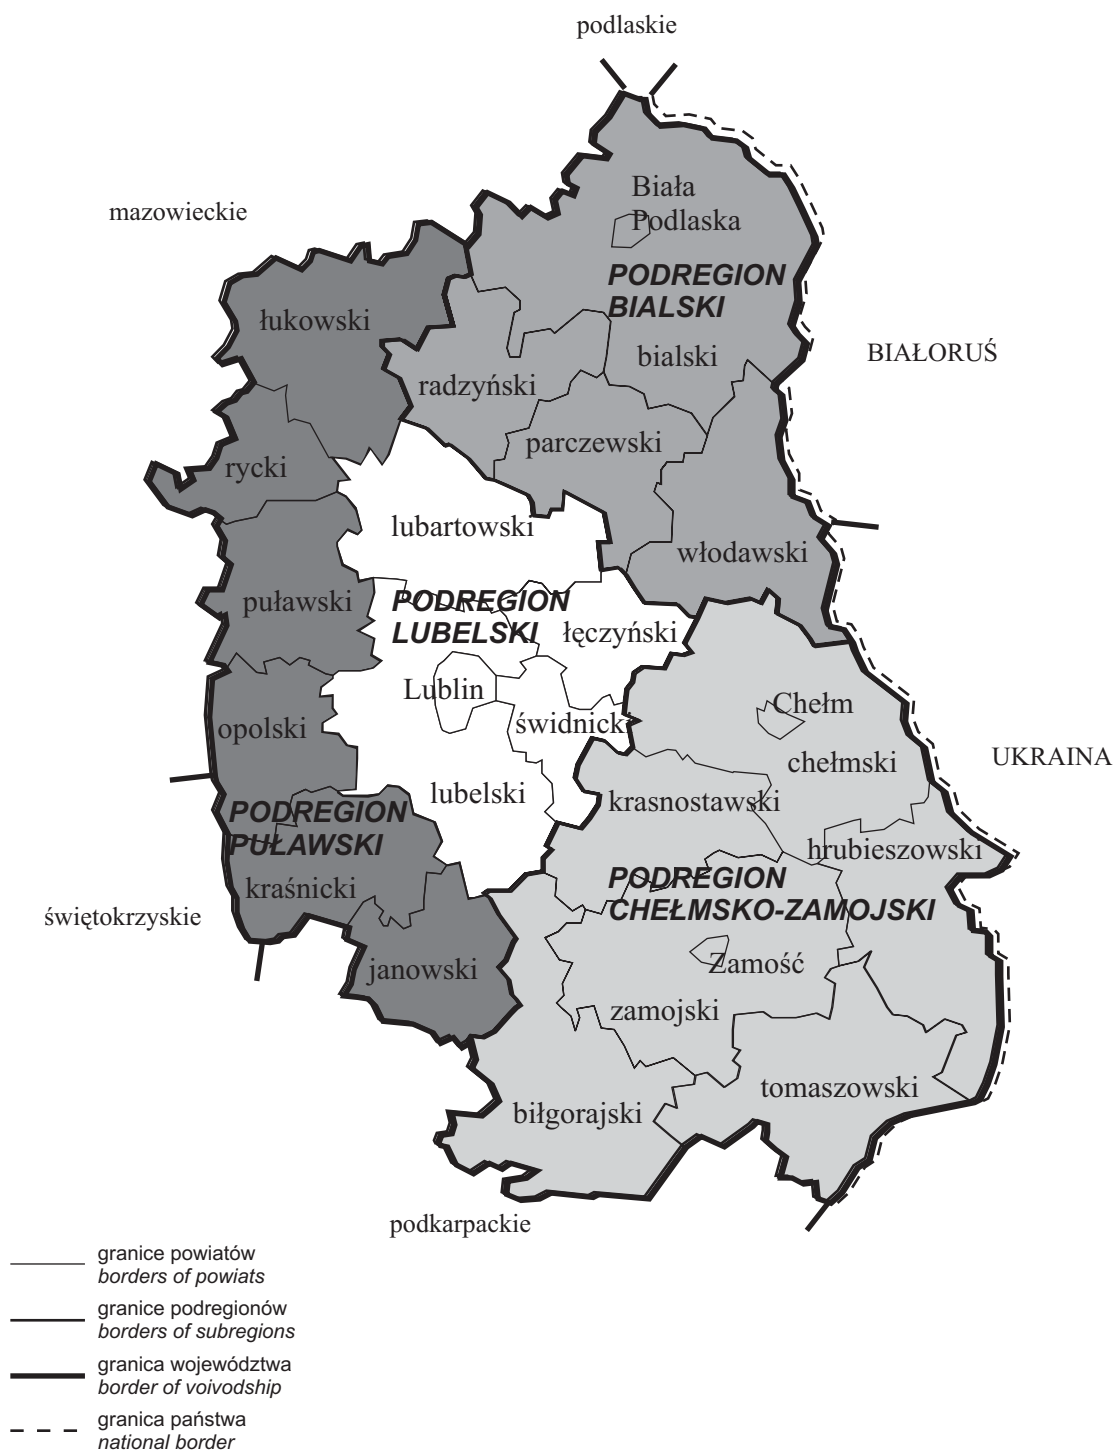 podlaskie
mazowieckie
Biała
Podlaska
PODREGION
BIALSKI
łukowski
BIAŁORUŚ
bialski
radzyński
parczewski
rycki
lubartowski
włodawski
puławski
PODREGION
LUBELSKI
łęczyński
Lublin
Chełm
opolski
świdnicki
UKRAINA
chełmski
lubelski
krasnostawski
PODREGION
PUŁAWSKI
hrubieszowski
kraśnicki
PODREGION
CHEŁMSKO-ZAMOJSKI
świętokrzyskie
janowski
Zamość
zamojski
tomaszowski
biłgorajski
podkarpackie
granice powiatów
borders of powiats
granice podregionów
borders of subregions
granica województwa
border of voivodship
granica państwa
national border